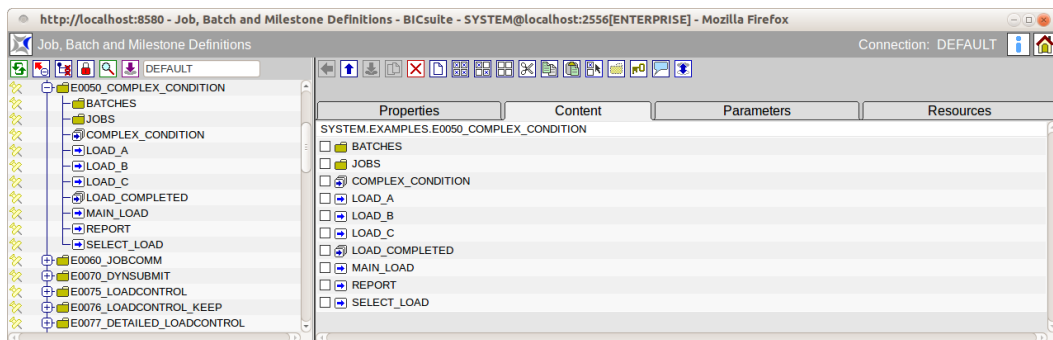 http://localhost:8580 - Job, Batch and Milestone Definitions - BICsuite - SYSTEM@localhost:2556[ENTERPRISE] - Mozilla Firefox
Job, Batch and Milestone Definitions
Connection: DEFAULT
DEFAULT
E0050_COMPLEX_CONDITION
BATCHES
JOBS
COMPLEX_CONDITION
LOAD_A
LOAD_B
LOAD_C
LOAD_COMPLETED
MAIN_LOAD
REPORT
SELECT_LOAD
E0060_JOBCOMM
E0070_DYNSUBMIT
E0075_LOADCONTROL
E0076_LOADCONTROL_KEEP
E0077_DETAILED_LOADCONTROL
Properties
Content
Parameters
Resources
SYSTEM.EXAMPLES.E0050_COMPLEX_CONDITION
BATCHES
JOBS
COMPLEX_CONDITION
LOAD_A
LOAD_B
LOAD_C
LOAD_COMPLETED
MAIN_LOAD
REPORT
SELECT_LOAD